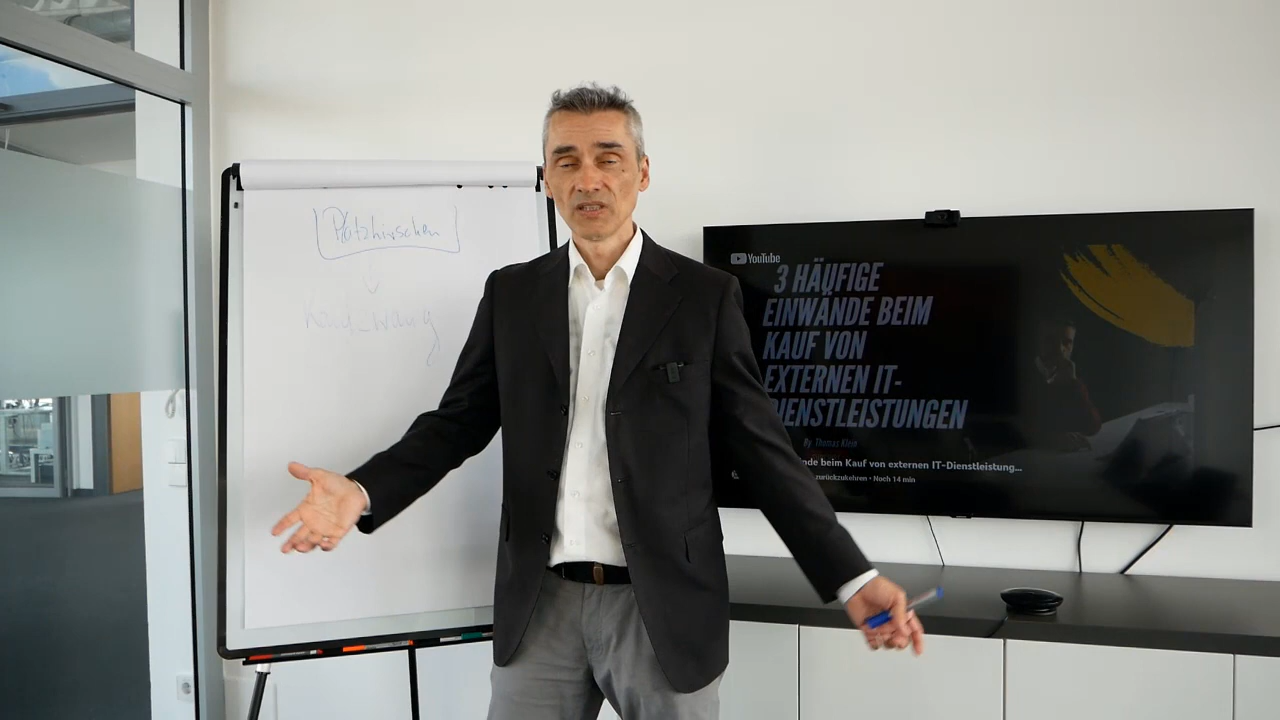 Platzhirschen
YouTube
3 HÄUFIGE
EINWÄNDE BEIM
KAUF VON
EXTERNEN IT-
DIENSTLEISTUNGEN
By Thomas Klein
nde beim Kauf von externen IT-Dienstleistung...
zurückzukehren • Noch 14 min